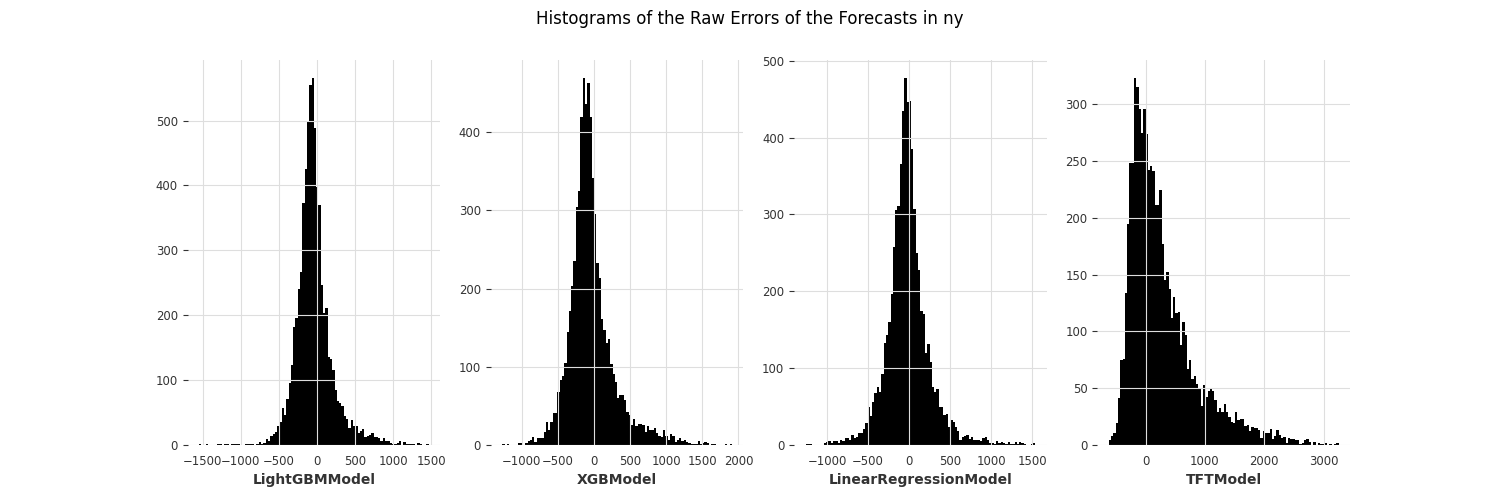 Histograms of the Raw Errors of the Forecasts in ny
500
400
300
200
100
0
−1500 −1000 −500 0 500 1000 1500
LightGBMModel
400
300
200
100
0
−1000 −500 0 500 1000 1500 2000
XGBModel
500
400
300
200
100
0
−1000 −500 0 500 1000 1500
LinearRegressionModel
300
250
200
150
100
50
0
0 1000 2000 3000
TFTModel